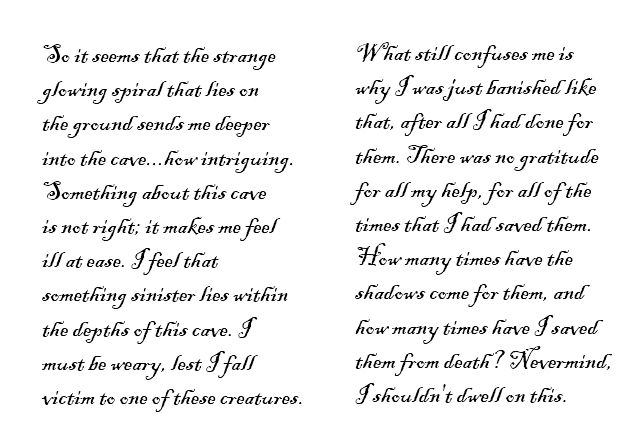 So it seems that the strange
glowing spiral that lies on
the ground sends me deeper
into the cave...how intriguing.
Something about this cave
is not right; it makes me feel
ill at ease. I feel that
something sinister lies within
the depths of this cave. I
must be weary, lest I fall
victim to one of these creatures.
What still confuses me is
why I was just banished like
that, after all I had done for
them. There was no gratitude
for all my help, for all of the
times that I had saved them.
How many times have the
shadows come for them, and
how many times have I saved
them from death? Nevermind,
I shouldn't dwell on this.